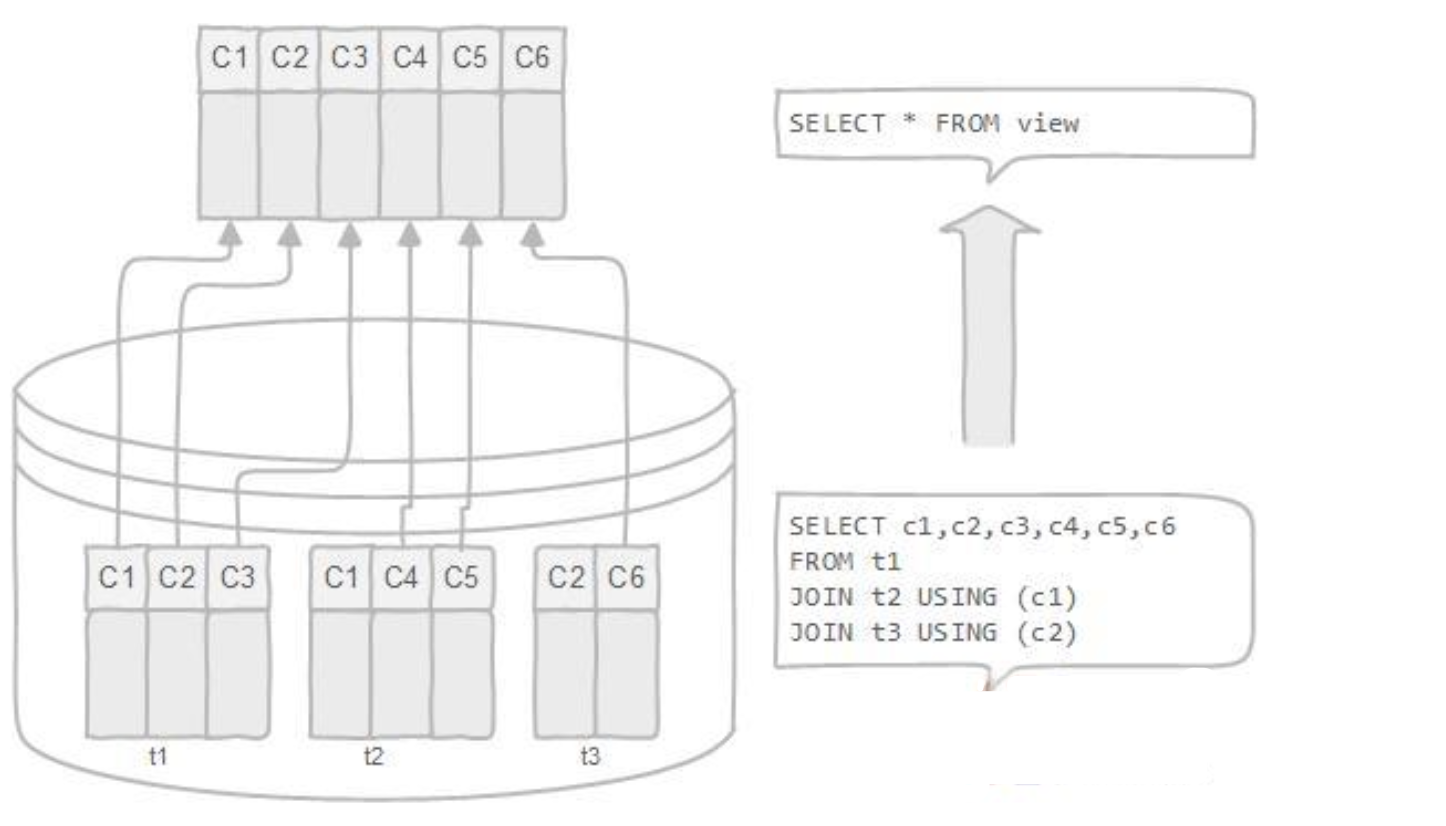 C1 C2 C3 C4 C5 C6
SELECT * FROM view
SELECT c1,c2,c3,c4,c5,c6
FROM t1
JOIN t2 USING (c1)
JOIN t3 USING (c2)
C1 C2 C3
C1 C4 C5
C2 C6
t1
t2
t3